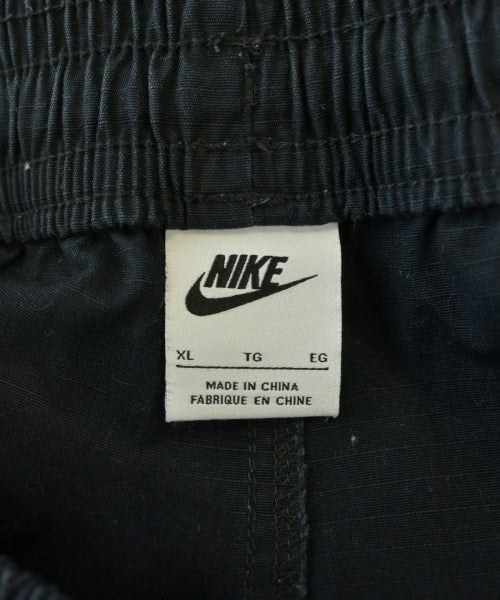 NIKE
XL TG EG
MADE IN CHINA
FABRIQUE EN CHINE